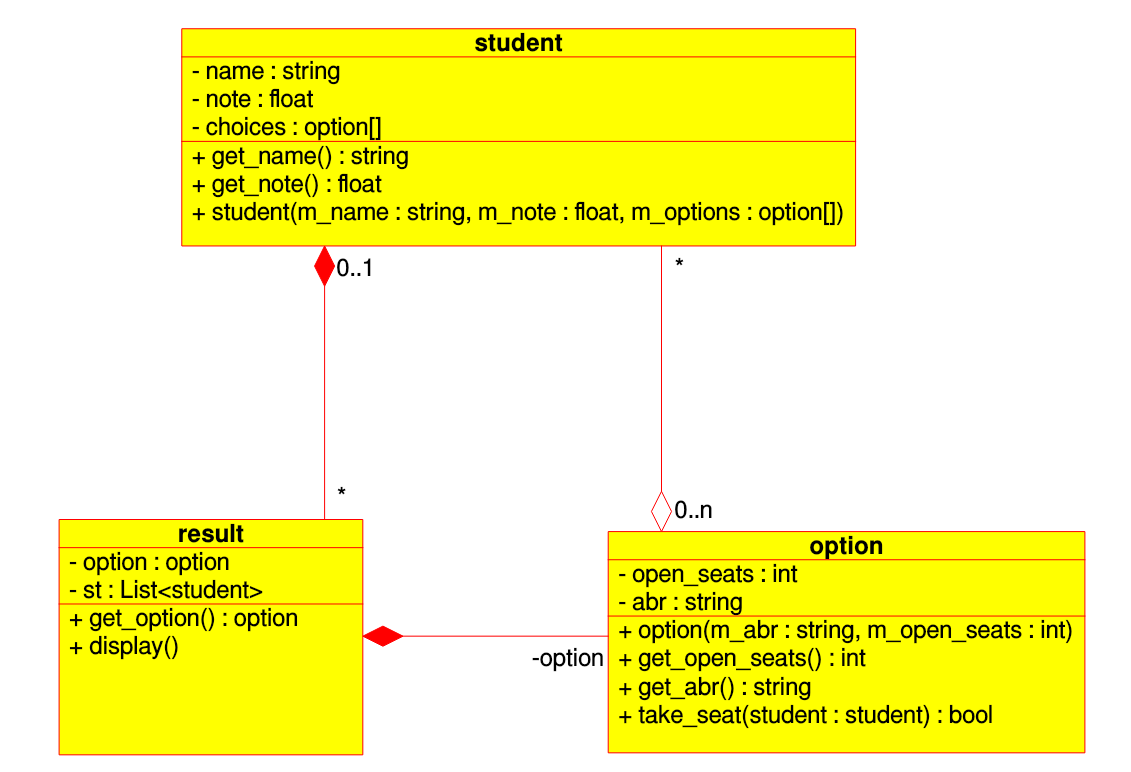 student
- name : string
- note : float
- choices : option[]
+ get_name() : string
+ get_note() : float
+ student(m_name : string, m_note : float, m_options : option[])
0..1
*
*
0..n
result
- option : option
- st : List<student>
+ get_option() : option
+ display()
-option
option
- open_seats : int
- abr : string
+ option(m_abr : string, m_open_seats : int)
+ get_open_seats() : int
+ get_abr() : string
+ take_seat(student : student) : bool